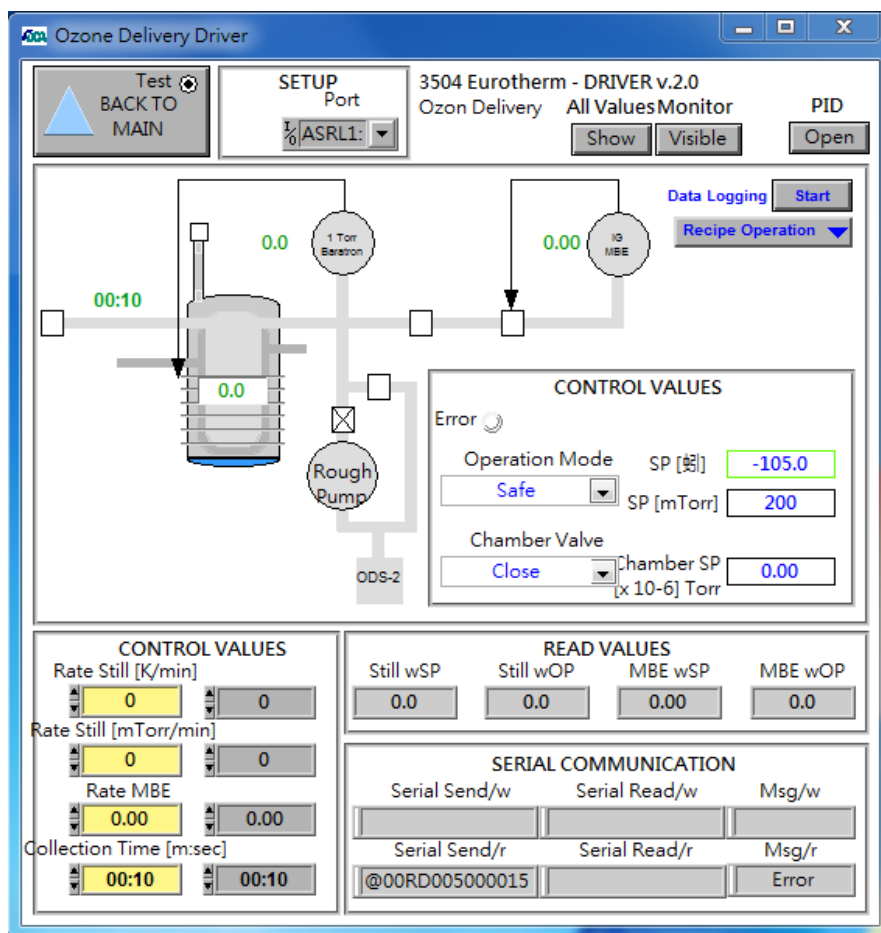 Ozone Delivery Driver
Test
BACK TO
MAIN
SETUP
Port
ASRL1:
3504 Eurotherm - DRIVER v.2.0
Ozon Delivery
All Values Monitor
PID
Show
Visible
Open
Data Logging
Start
Recipe Operation
0.0
1 Torr
Baratron
0.00
IG
MBE
00:10
0.0
Rough
Pump
ODS-2
CONTROL VALUES
Error
Operation Mode
Safe
SP [蚓]
-105.0
SP [mTorr]
200
Chamber Valve
Close
Chamber SP
[x 10-6] Torr
0.00
CONTROL VALUES
Rate Still [K/min]
0
0
Rate Still [mTorr/min]
0
0
Rate MBE
0.00
0.00
Collection Time [m:sec]
00:10
00:10
READ VALUES
Still wSP
Still wOP
MBE wSP
MBE wOP
0.0
0.0
0.00
0.0
SERIAL COMMUNICATION
Serial Send/w
Serial Read/w
Msg/w
Serial Send/r
Serial Read/r
Msg/r
@00RD005000015
Error